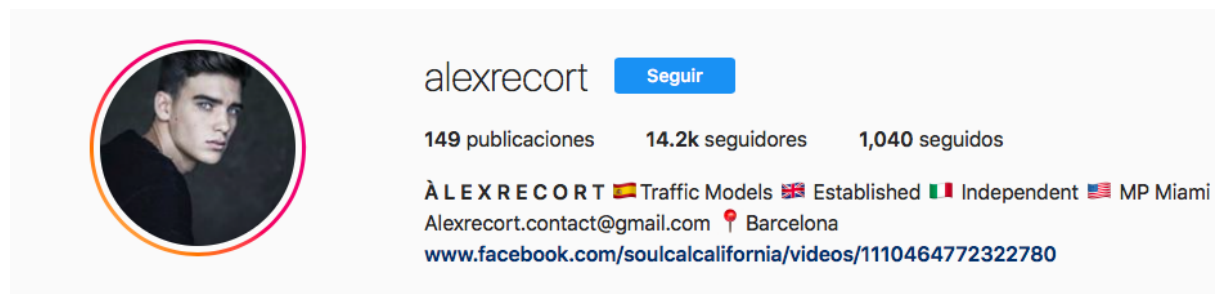 alexrecort Seguir
149 publicaciones 14.2k seguidores 1,040 seguidos
À L E X R E C O R T 🇪🇸 Traffic Models 🇬🇧 Established 🇮🇹 Independent 🇺🇸 MP Miami
Alexrecort.contact@gmail.com 📍 Barcelona
www.facebook.com/soulcalcalifornia/videos/1110464772322780